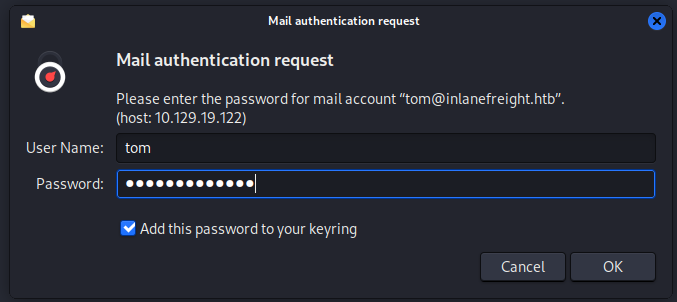 Mail authentication request
Mail authentication request
Please enter the password for mail account “tom@inlanefreight.htb”.
(host: 10.129.19.122)
User Name: tom
Password: ●●●●●●●●●●●●●
Add this password to your keyring
Cancel OK